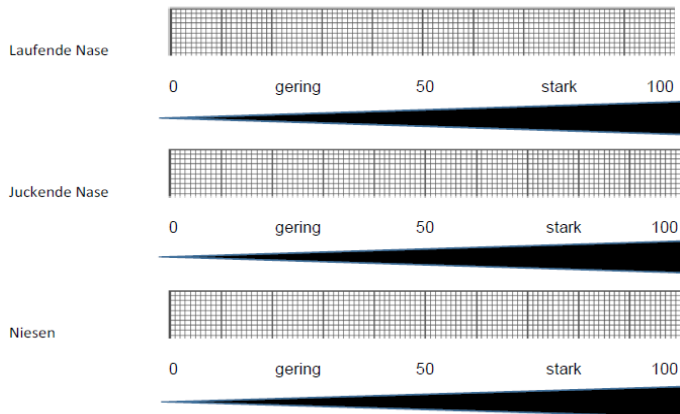 Laufende Nase
0 gering 50 stark 100
Juckende Nase
0 gering 50 stark 100
Niesen
0 gering 50 stark 100